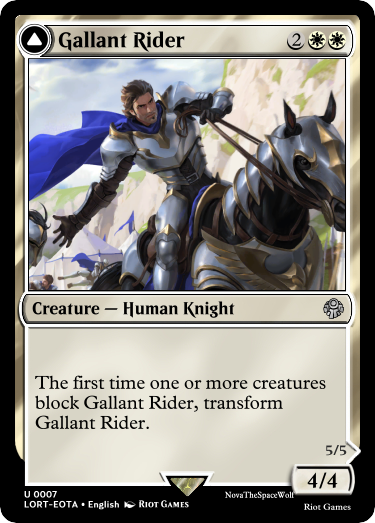 Gallant Rider 2
Creature — Human Knight
The first time one or more creatures
block Gallant Rider, transform
Gallant Rider.
5/5
4/4
U 0007
LORT-EOTA • English Riot Games
NovaTheSpaceWolf
Riot Games